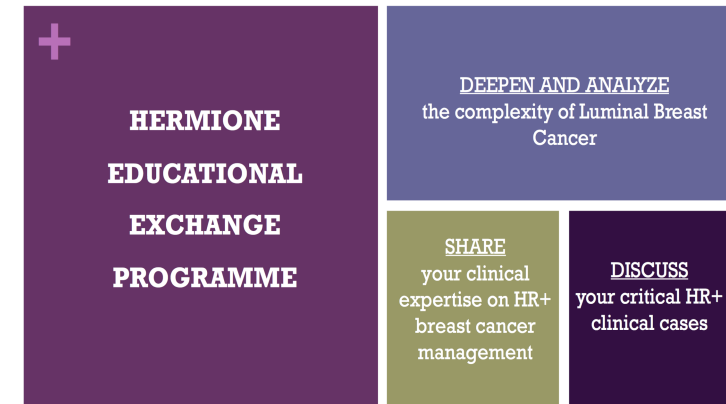 +
HERMIONE
EDUCATIONAL
EXCHANGE
PROGRAMME
DEEPEN AND ANALYZE
the complexity of Luminal Breast
Cancer
SHARE
your clinical
expertise on HR+
breast cancer
management
DISCUSS
your critical HR+
clinical cases